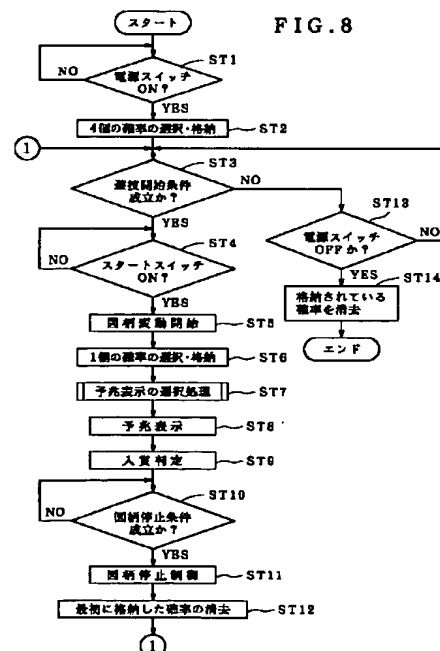 FIG.8
スタート
ST1
電源スイッチ
ON?
NO
YES
4個の確率の選択・格納
ST2
1
ST3
遊技開始条件
成立か?
NO
YES
ST4
スタートスイッチ
ON?
NO
YES
図柄変動開始
ST5
1個の確率の選択・格納
ST6
予兆表示の選択処理
ST7
予兆表示
ST8
入賞判定
ST9
ST10
図柄停止条件
成立か?
NO
YES
図柄停止制御
ST11
最初に格納した確率の消去
ST12
1
ST13
電源スイッチ
OFFか?
NO
YES
ST14
格納されている
確率を消去
エンド